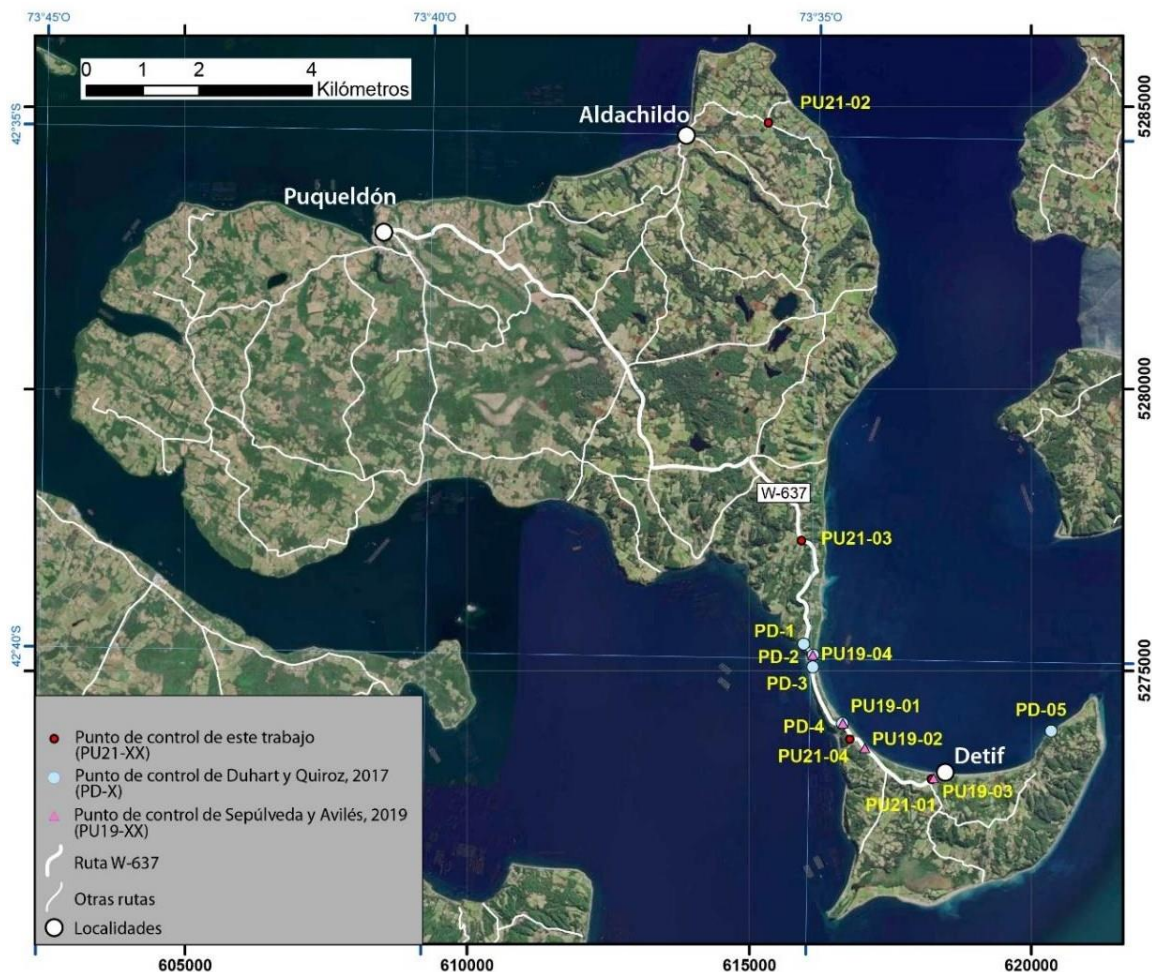 73°45'O
73°40'O
73°35'O
0 1 2 4
Kilómetros
5285000
42°35'S
PU21-02
Aldachildo
Puqueldón
5280000
W-637
PU21-03
42°40'S
PD-1
PU19-04
PD-2
5275000
PD-3
PU19-01
PD-05
PD-4
PU19-02
PU21-04
Detif
PU19-03
PU21-01
Punto de control de este trabajo
(PU21-XX)
Punto de control de Duhart y Quiroz, 2017
(PD-X)
Punto de control de Sepúlveda y Avilés, 2019
(PU19-XX)
Ruta W-637
Otras rutas
Localidades
605000
610000
615000
620000